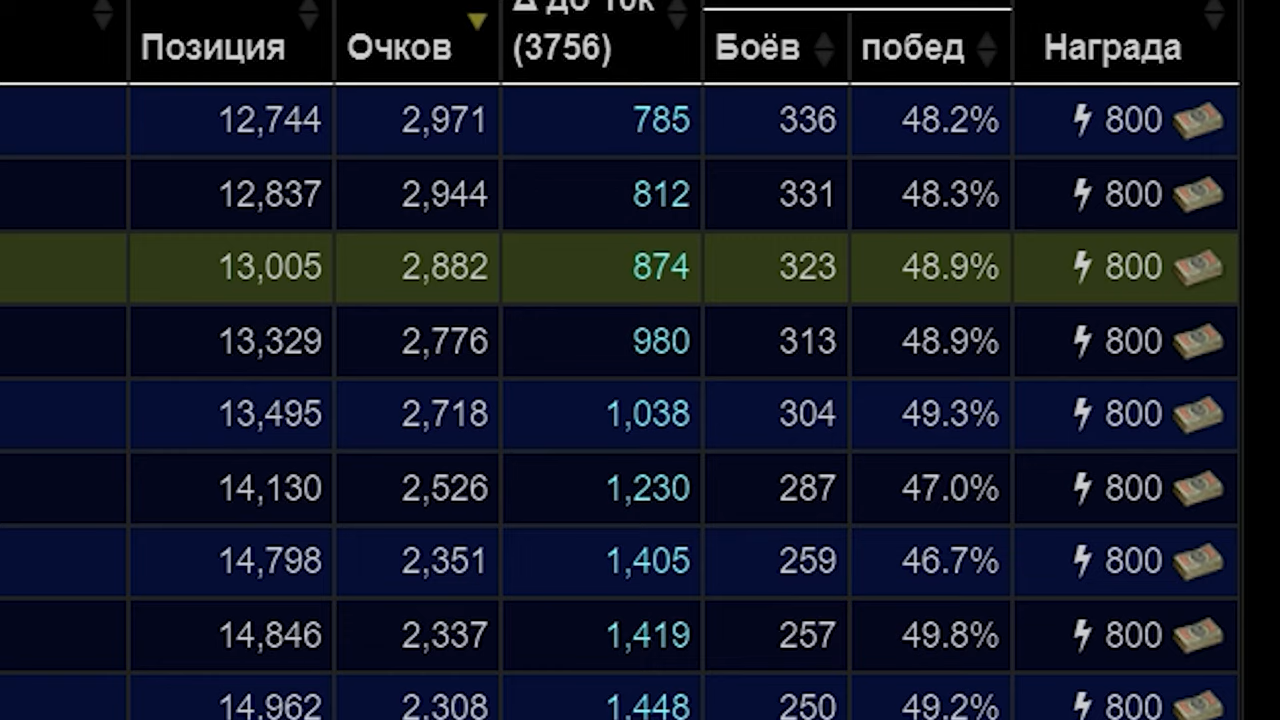 Δ до 10к
Позиция Очков (3756) Боёв побед Награда
12,744 2,971 785 336 48.2% 800
12,837 2,944 812 331 48.3% 800
13,005 2,882 874 323 48.9% 800
13,329 2,776 980 313 48.9% 800
13,495 2,718 1,038 304 49.3% 800
14,130 2,526 1,230 287 47.0% 800
14,798 2,351 1,405 259 46.7% 800
14,846 2,337 1,419 257 49.8% 800
14,962 2,308 1,448 250 49.2% 800